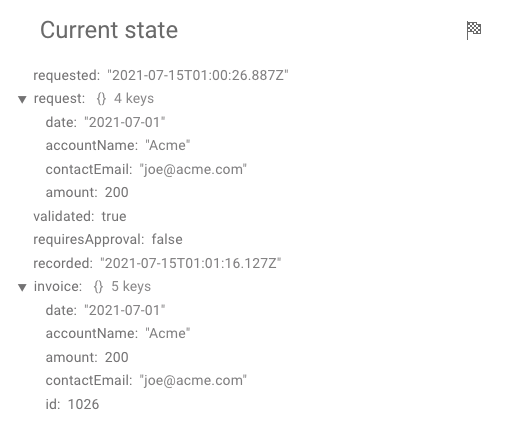 Current state
requested: "2021-07-15T01:00:26.887Z"
request: {} 4 keys
date: "2021-07-01"
accountName: "Acme"
contactEmail: "joe@acme.com"
amount: 200
validated: true
requiresApproval: false
recorded: "2021-07-15T01:01:16.127Z"
invoice: {} 5 keys
date: "2021-07-01"
accountName: "Acme"
amount: 200
contactEmail: "joe@acme.com"
id: 1026